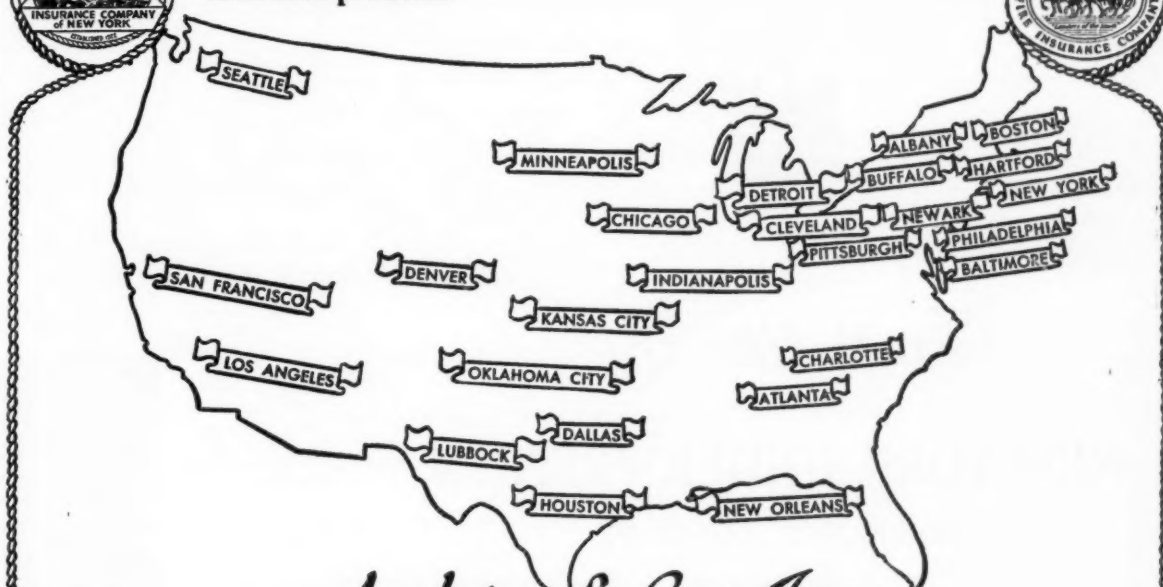 INSURANCE COMPANY
of NEW YORK
FIRE INSURANCE COMPANY
SEATTLE
MINNEAPOLIS
ALBANY
BOSTON
BUFFALO
HARTFORD
DETROIT
NEW YORK
CHICAGO
CLEVELAND
NEWARK
PITTSBURGH
PHILADELPHIA
BALTIMORE
SAN FRANCISCO
DENVER
INDIANAPOLIS
KANSAS CITY
LOS ANGELES
OKLAHOMA CITY
CHARLOTTE
ATLANTA
DALLAS
LUBBOCK
HOUSTON
NEW ORLEANS